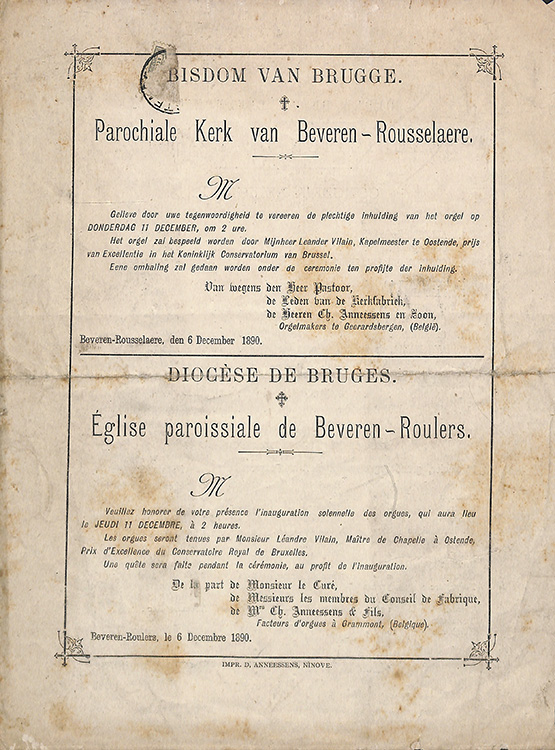 BISDOM VAN BRUGGE.
Parochiale Kerk van Beveren-Rousselaere.
M
Gelieve door uwe tegenwoordigheid te vereeren de plechtige inhulding van het orgel op
DONDERDAG 11 DECEMBER, om 2 ure.
Het orgel zal bespeeld worden door Mijnheer Leander Vilain, Kapelmeester te Oostende, prijs
van Excellentie in het Koninklijk Conservatorium van Brussel.
Eene omhaling zal gedaan worden onder de ceremonie ten profijte der inhulding.
Van wegens den Heer Pastoor,
de Leden van de Kerkfabriek,
de Heeren Ch. Anneessens en Zoon,
Orgelmakers te Geerardsbergen, (België).
Beveren-Rousselaere, den 6 December 1890.
DIOCÈSE DE BRUGES.
Église paroissiale de Beveren-Roulers.
M
Veuillez honorer de votre présence l'inauguration solennelle des orgues, qui aura lieu
le JEUDI 11 DECEMBRE, à 2 heures.
Les orgues seront tenues par Monsieur Léandre Vilain, Maître de Chapelle à Ostende,
Prix d'Excellence du Conservatoire Royal de Bruxelles.
Une quête sera faite pendant la cérémonie, au profit de l'inauguration.
De la part de Monsieur le Curé,
de Messieurs les membres du Conseil de Fabrique,
de Mrs Ch. Anneessens & Fils,
Facteurs d'orgues à Grammont, (Belgique).
Beveren-Roulers, le 6 Decembre 1890.
IMPR. D. ANNEESSENS, NINOVE.